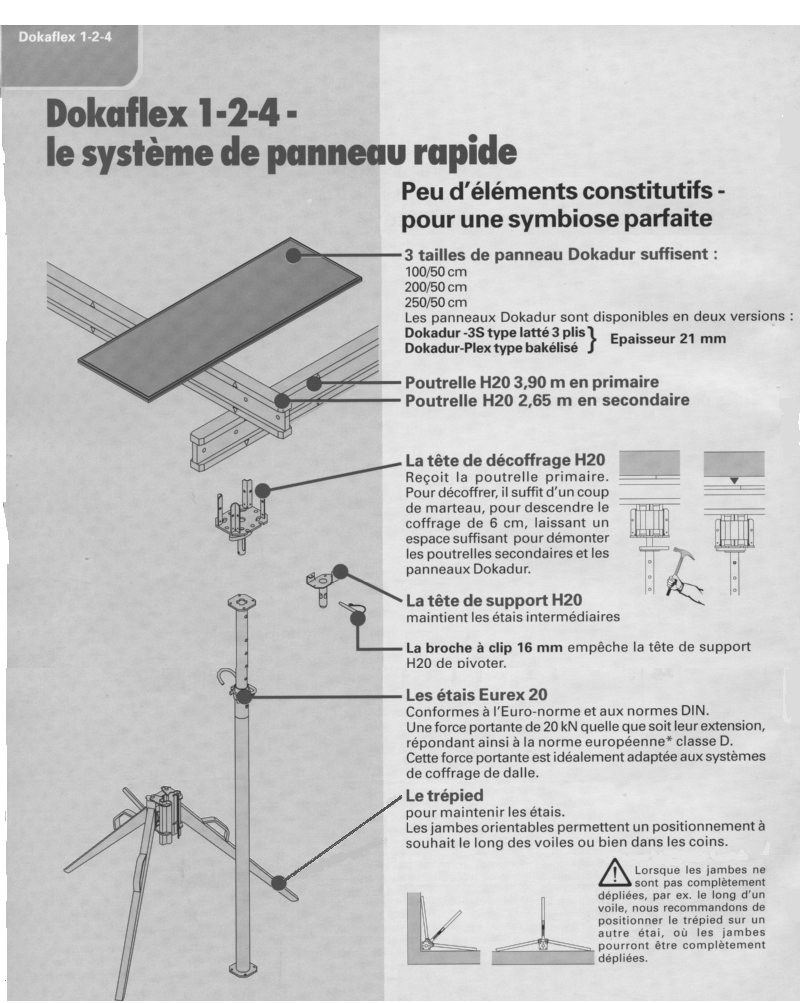 Dokaflex 1-2-4
Dokaflex 1-2-4 -
le système de panneau rapide
Peu d'éléments constitutifs -
pour une symbiose parfaite
3 tailles de panneau Dokadur suffisent :
100/50 cm
200/50 cm
250/50 cm
Les panneaux Dokadur sont disponibles en deux versions :
Dokadur -3S type latté 3 plis
Dokadur-Plex type bakélisé
} Epaisseur 21 mm
Poutrelle H20 3,90 m en primaire
Poutrelle H20 2,65 m en secondaire
La tête de décoffrage H20
Reçoit la poutrelle primaire.
Pour décoffrer, il suffit d'un coup
de marteau, pour descendre le
coffrage de 6 cm, laissant un
espace suffisant pour démonter
les poutrelles secondaires et les
panneaux Dokadur.
La tête de support H20
maintient les étais intermédiaires
La broche à clip 16 mm empêche la tête de support
H20 de pivoter.
Les étais Eurex 20
Conformes à l'Euro-norme et aux normes DIN.
Une force portante de 20 kN quelle que soit leur extension,
répondant ainsi à la norme européenne* classe D.
Cette force portante est idéalement adaptée aux systèmes
de coffrage de dalle.
Le trépied
pour maintenir les étais.
Les jambes orientables permettent un positionnement à
souhait le long des voiles ou bien dans les coins.
Lorsque les jambes ne
sont pas complètement
dépliées, par ex. le long d'un
voile, nous recommandons de
positionner le trépied sur un
autre étai, où les jambes
pourront être complètement
dépliées.